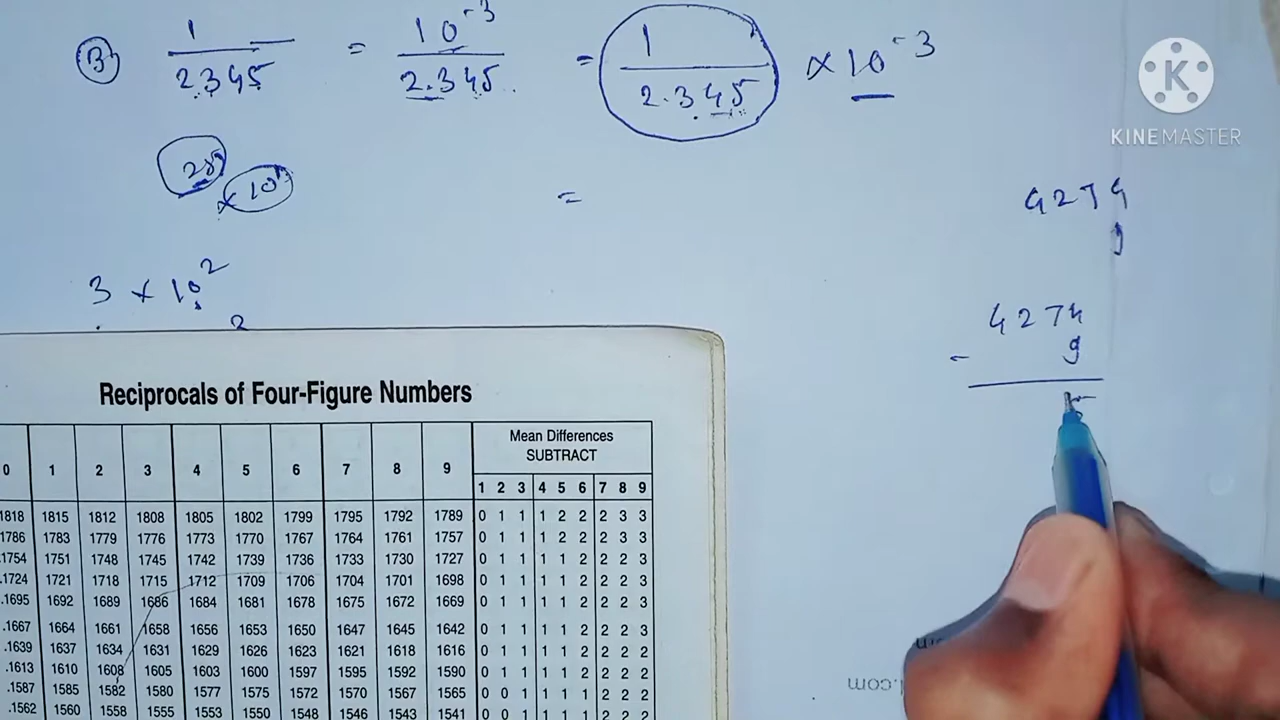 ③ 1/2.345 = 10⁻³/2.345 = 1/2.345 × 10⁻³
KINEMASTER
× 10
=
4274
9
3 × 10²
2
4274
- 9
5
Reciprocals of Four-Figure Numbers
0 1 2 3 4 5 6 7 8 9 Mean Differences
SUBTRACT
1 2 3 4 5 6 7 8 9
1818 1815 1812 1808 1805 1802 1799 1795 1792 1789 0 1 1 1 2 2 2 3 3
1786 1783 1779 1776 1773 1770 1767 1764 1761 1757 0 1 1 1 2 2 2 3 3
.1754 1751 1748 1745 1742 1739 1736 1733 1730 1727 0 1 1 1 1 2 2 2 3
.1724 1721 1718 1715 1712 1709 1706 1704 1701 1698 0 1 1 1 1 2 2 2 3
.1695 1692 1689 1686 1684 1681 1678 1675 1672 1669 0 1 1 1 1 2 2 2 3
.1667 1664 1661 1658 1656 1653 1650 1647 1645 1642 0 1 1 1 1 2 2 2 3
.1639 1637 1634 1631 1629 1626 1623 1621 1618 1616 0 1 1 1 1 2 2 2 2
.1613 1610 1608 1605 1603 1600 1597 1595 1592 1590 0 1 1 1 1 2 2 2 2
.1587 1585 1582 1580 1577 1575 1572 1570 1567 1565 0 0 1 1 1 1 2 2 2
.1562 1560 1558 1555 1553 1550 1548 1546 1543 1541 0 0 1 1 1 1 2 2 2